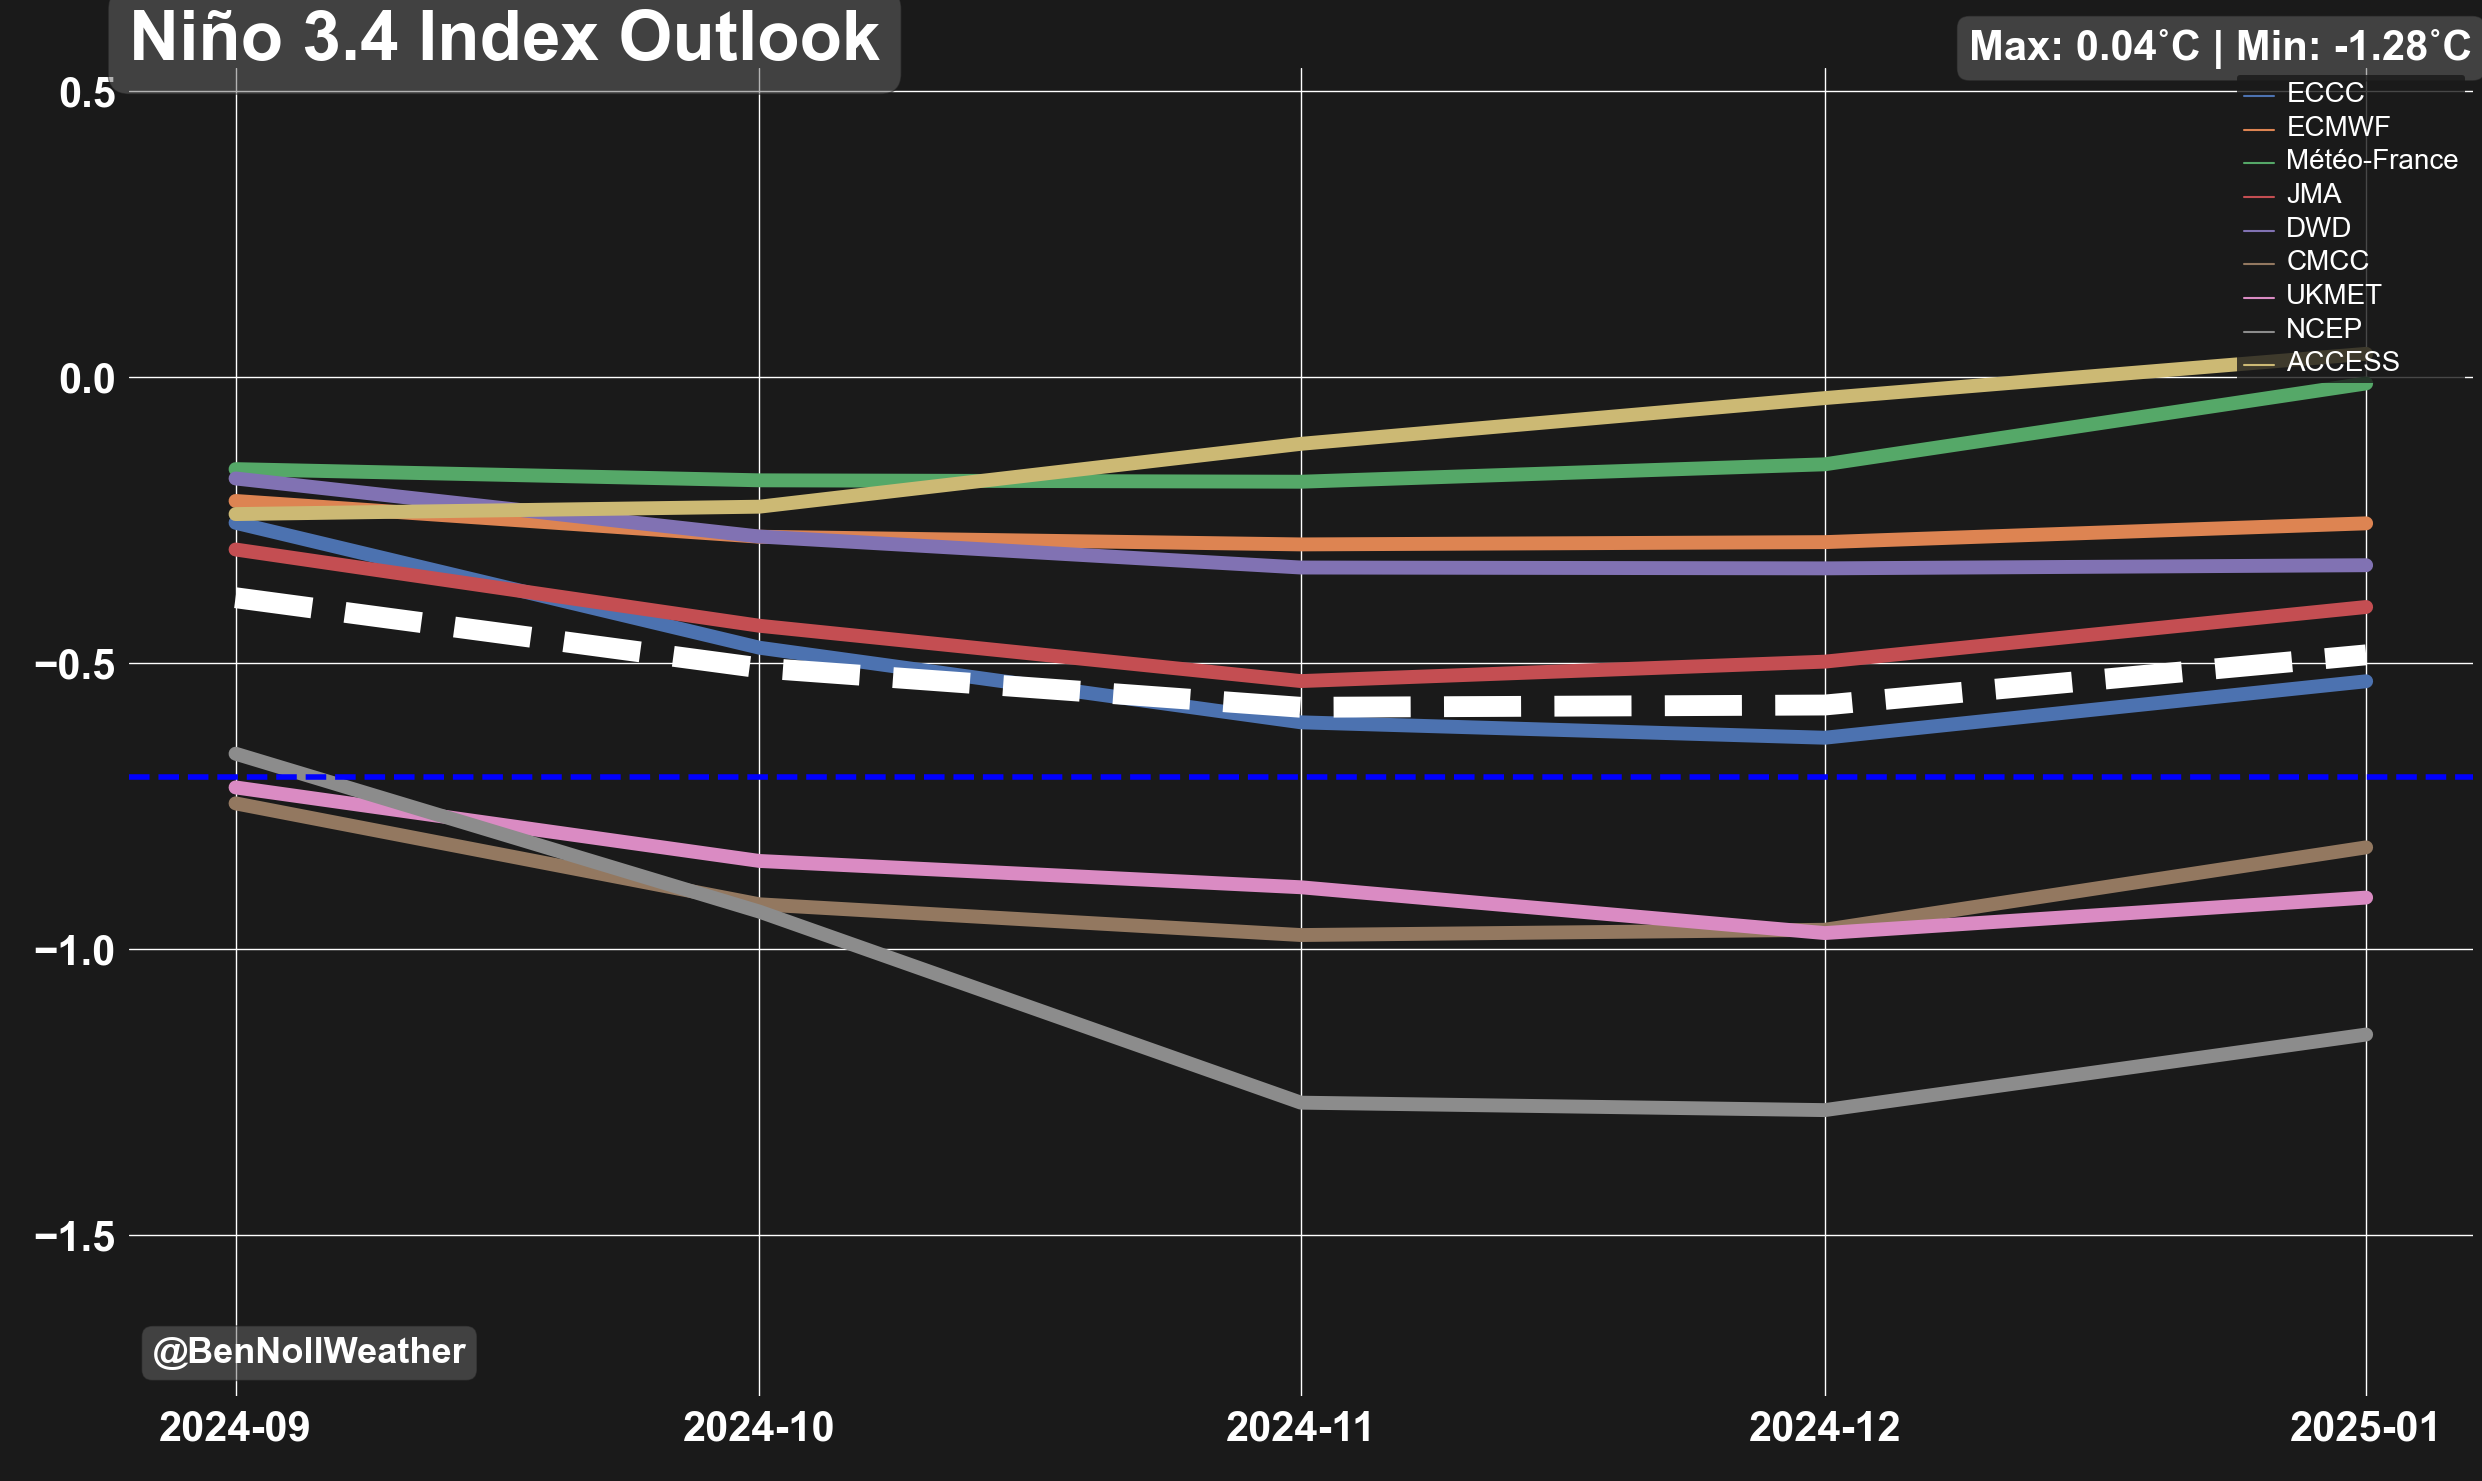 Niño 3.4 Index Outlook
Max: 0.04˚C | Min: -1.28˚C
ECCC
ECMWF
Météo-France
JMA
DWD
CMCC
UKMET
NCEP
ACCESS
0.5
0.0
−0.5
−1.0
−1.5
@BenNollWeather
2024-09 2024-10 2024-11 2024-12 2025-01